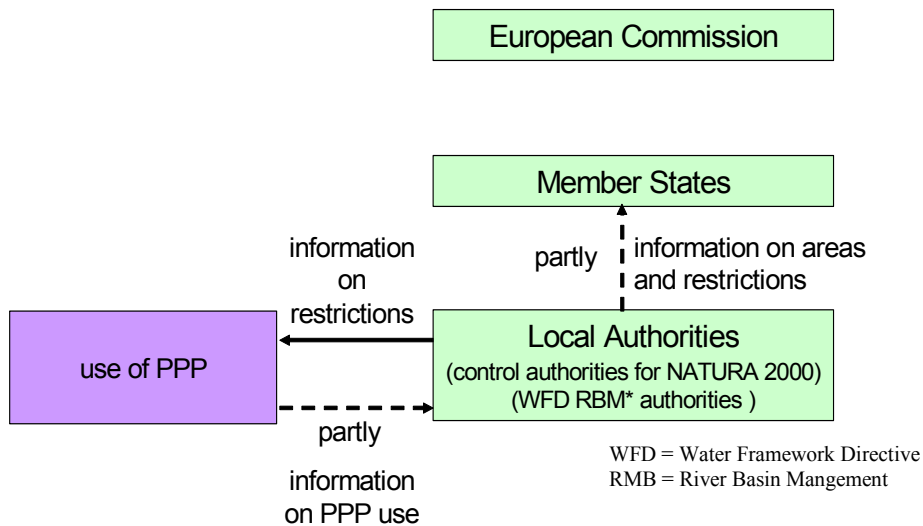 European Commission
Member States
partly
information on areas
and restrictions
information
on
restrictions
use of PPP
Local Authorities
(control authorities for NATURA 2000)
(WFD RBM* authorities )
partly
information
on PPP use
WFD = Water Framework Directive
RMB = River Basin Mangement